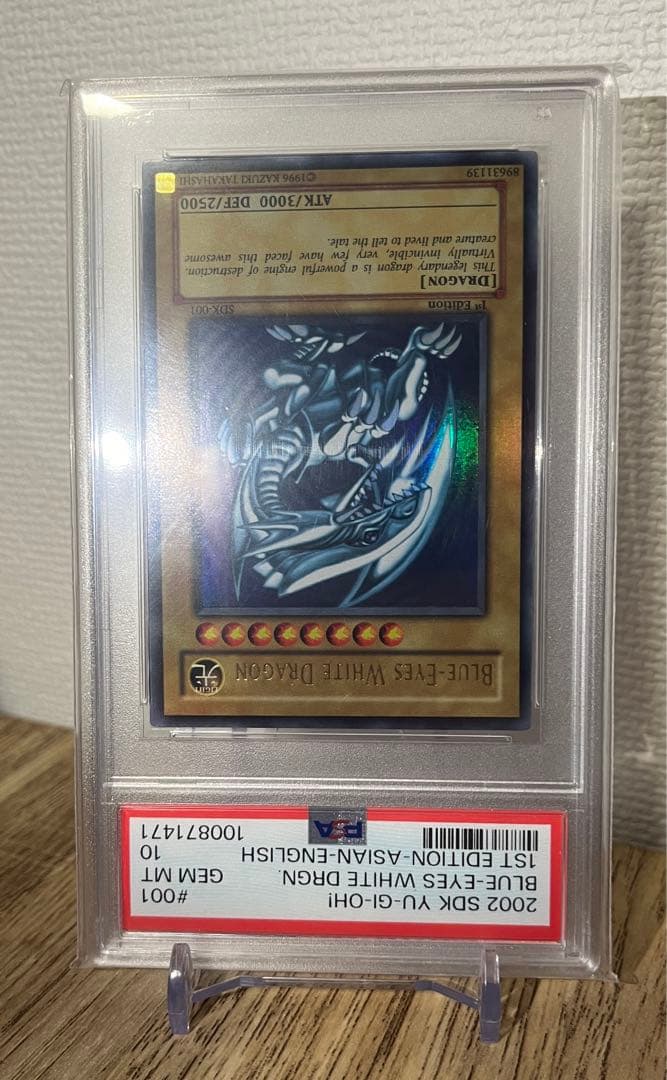 2002 SDK YU-GI-OH! #001
BLUE-EYES WHITE DRGN. GEM MT
1ST EDITION-ASIAN-ENGLISH 10
PSA 100871471
BLUE-EYES WHITE DRAGON 光
1st Edition SDK-001
[DRAGON]
This legendary dragon is a powerful engine of destruction.
Virtually invincible, very few have faced this awesome
creature and lived to tell the tale.
ATK/3000 DEF/2500
89631139 ©1996 KAZUKI TAKAHASHI